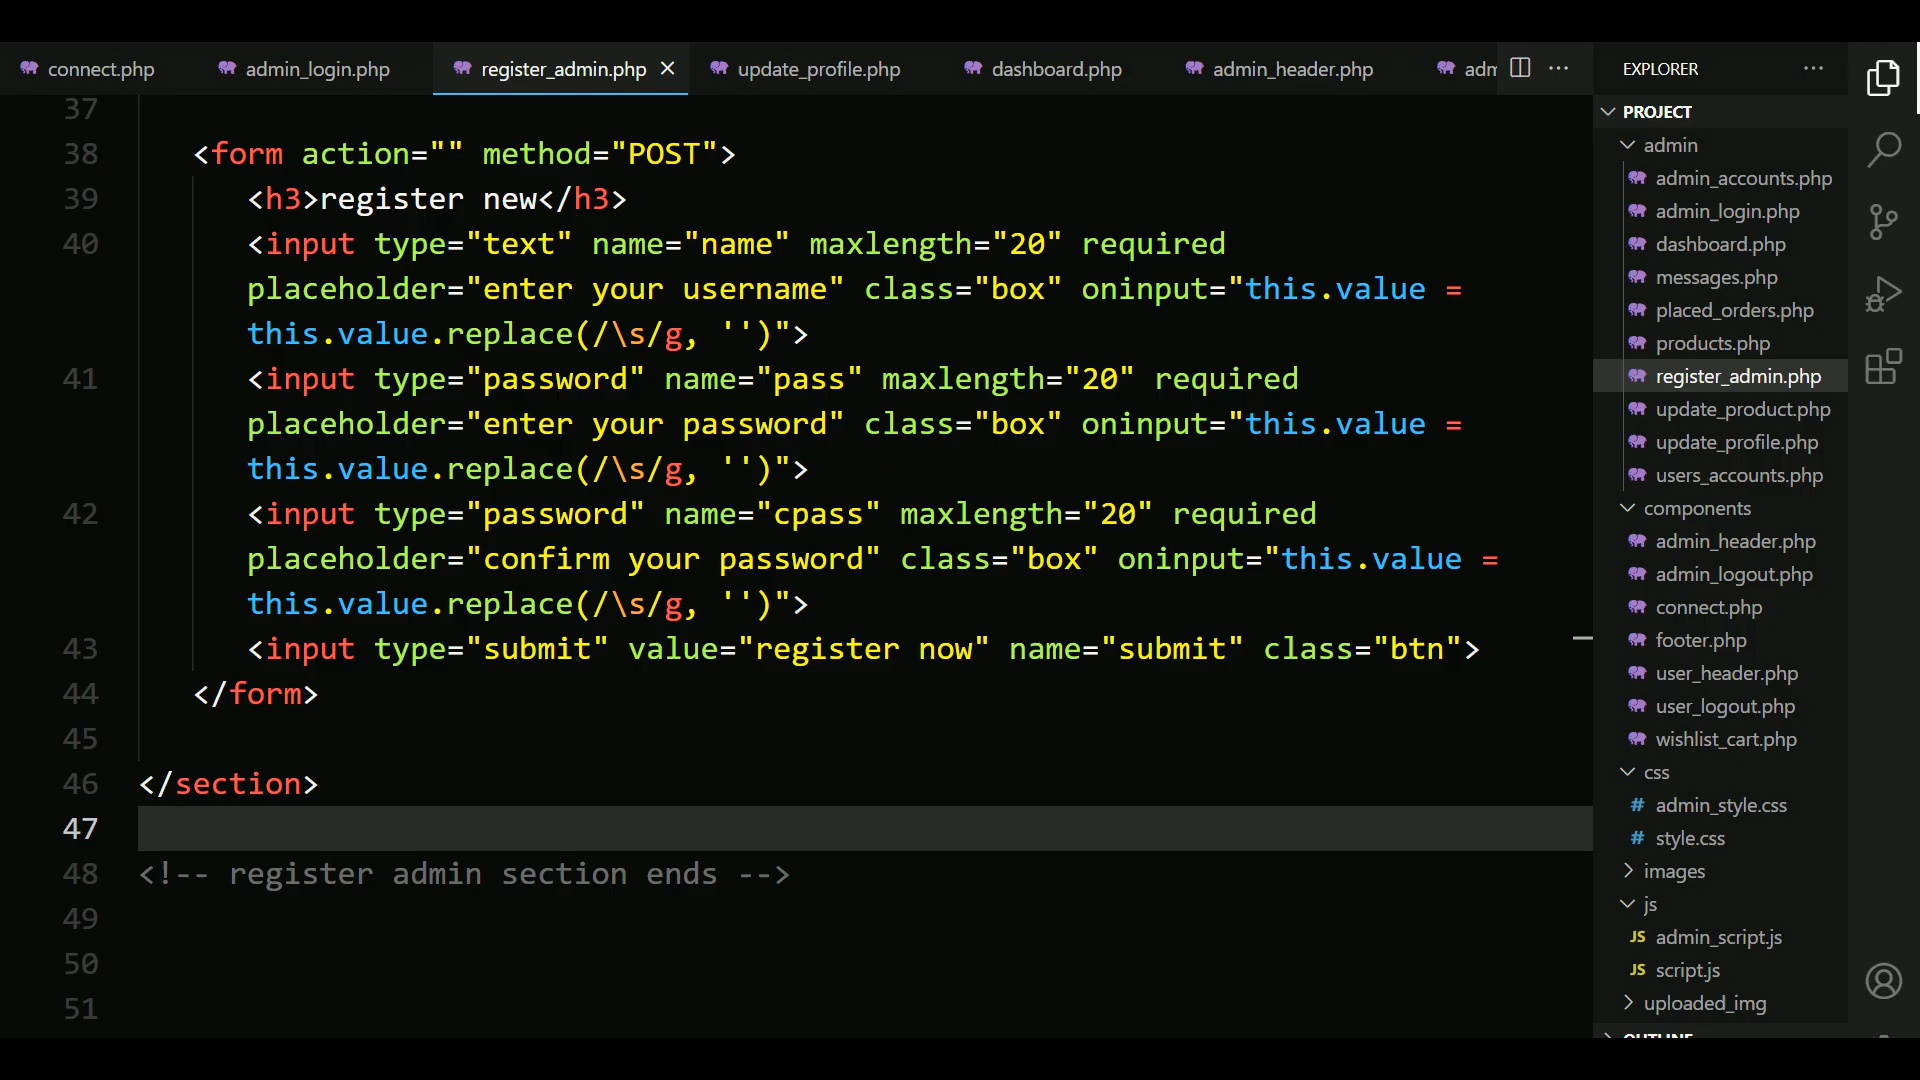 connect.php admin_login.php register_admin.php update_profile.php dashboard.php admin_header.php adm
37
38 <form action="" method="POST">
39 <h3>register new</h3>
40 <input type="text" name="name" maxlength="20" required
placeholder="enter your username" class="box" oninput="this.value =
this.value.replace(/\s/g, '')">
41 <input type="password" name="pass" maxlength="20" required
placeholder="enter your password" class="box" oninput="this.value =
this.value.replace(/\s/g, '')">
42 <input type="password" name="cpass" maxlength="20" required
placeholder="confirm your password" class="box" oninput="this.value =
this.value.replace(/\s/g, '')">
43 <input type="submit" value="register now" name="submit" class="btn">
44 </form>
45
46 </section>
47
48 <!-- register admin section ends -->
49
50
51
EXPLORER
PROJECT
admin
admin_accounts.php
admin_login.php
dashboard.php
messages.php
placed_orders.php
products.php
register_admin.php
update_product.php
update_profile.php
users_accounts.php
components
admin_header.php
admin_logout.php
connect.php
footer.php
user_header.php
user_logout.php
wishlist_cart.php
css
# admin_style.css
# style.css
images
js
JS admin_script.js
JS script.js
uploaded_img
OUTLINE